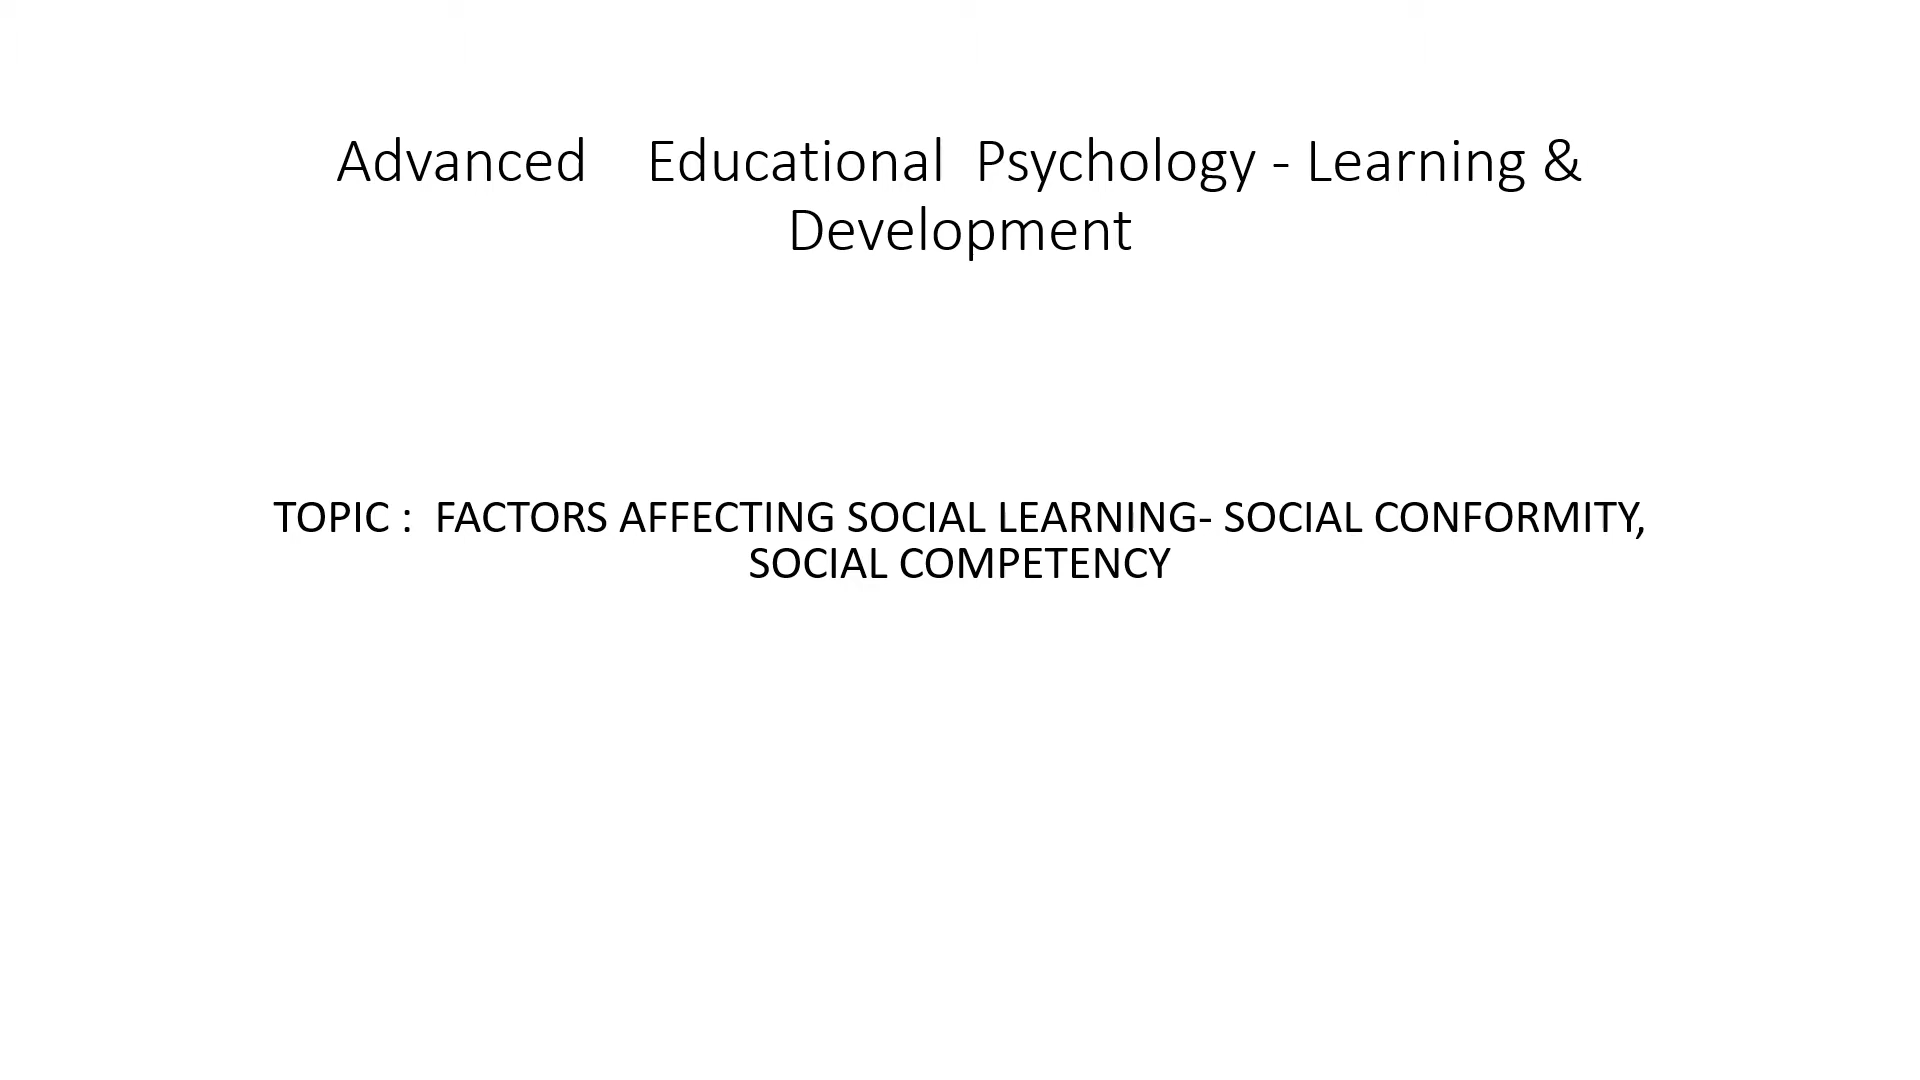 Advanced    Educational  Psychology - Learning &
Development
TOPIC :  FACTORS AFFECTING SOCIAL LEARNING- SOCIAL CONFORMITY,
SOCIAL COMPETENCY